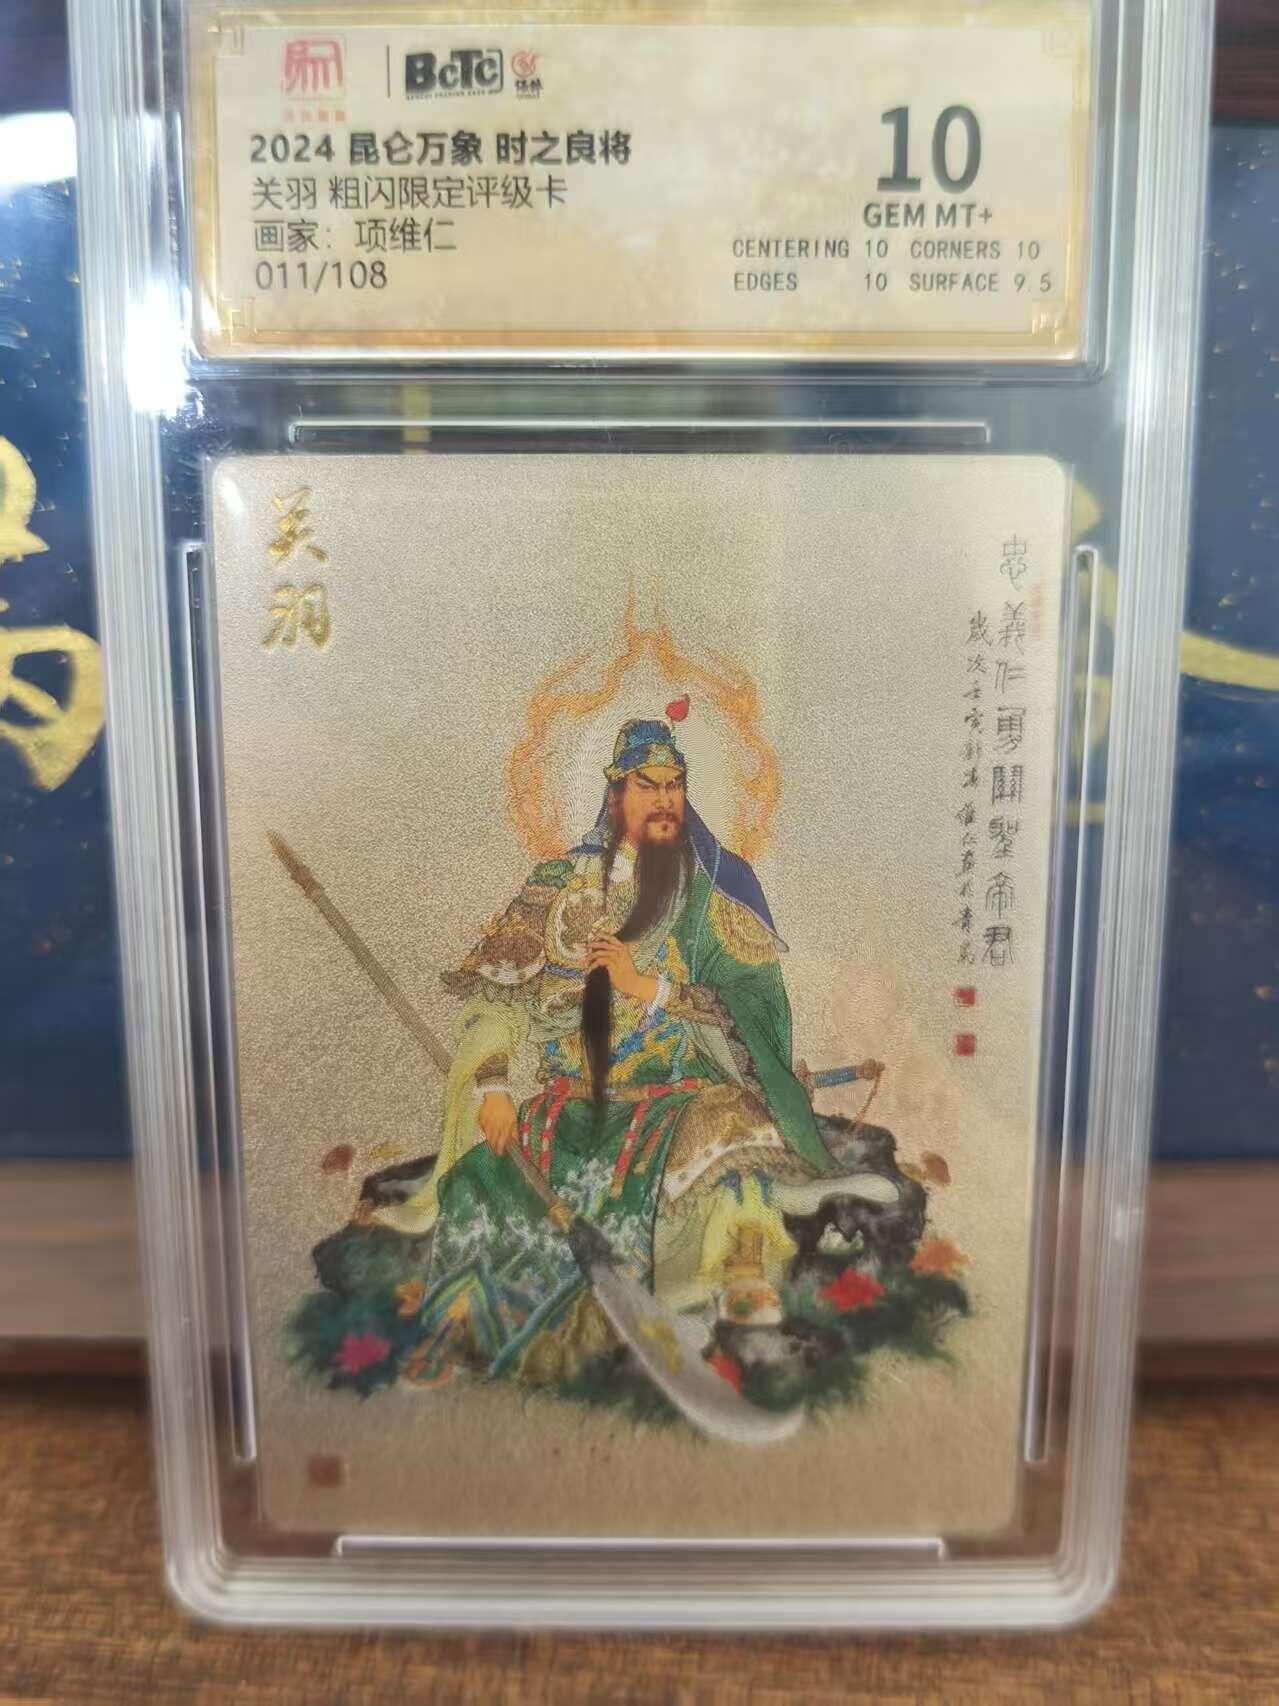 BCTC
2024 昆仑万象 时之良将
关羽 粗闪限定评级卡
画家：项维仁
011/108
10
GEM MT+
CENTERING 10 CORNERS 10
EDGES 10 SURFACE 9.5
关羽
忠義仁勇關聖帝君